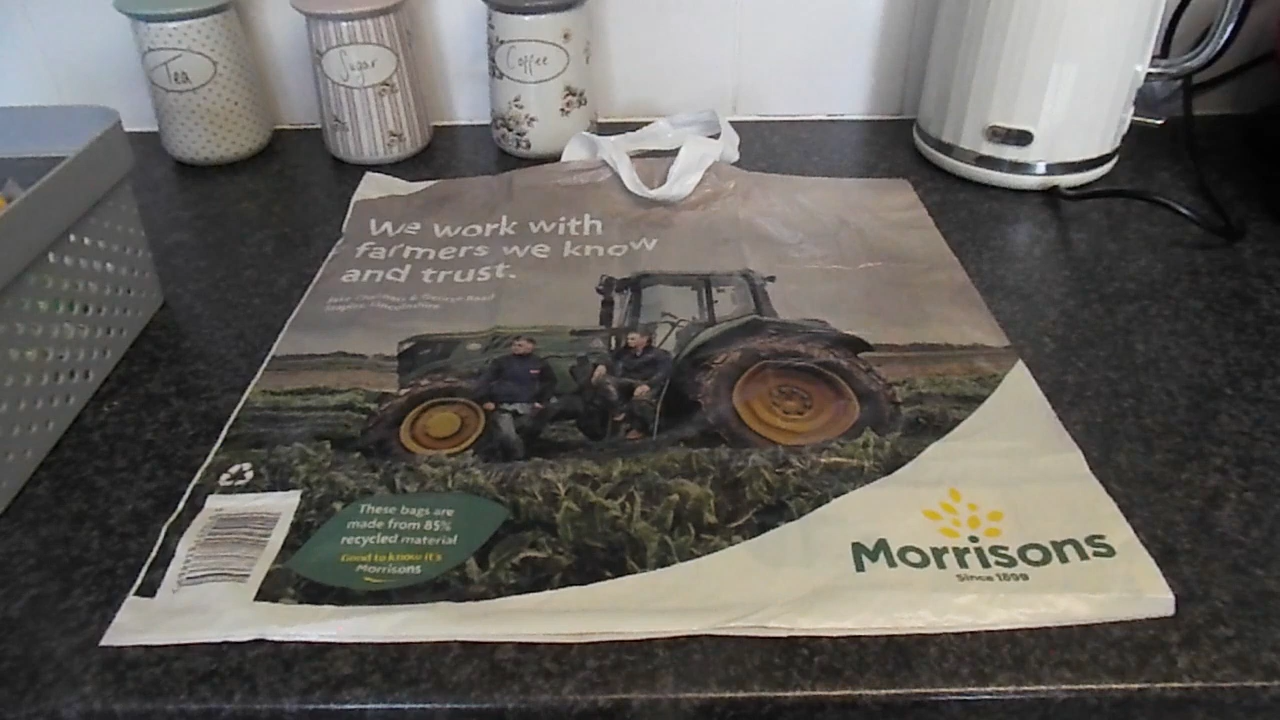 Tea
Sugar
Coffee
We work with
farmers we know
and trust.
These bags are
made from 85%
recycled material
Good to know it's
Morrisons
Morrisons
Since 1899